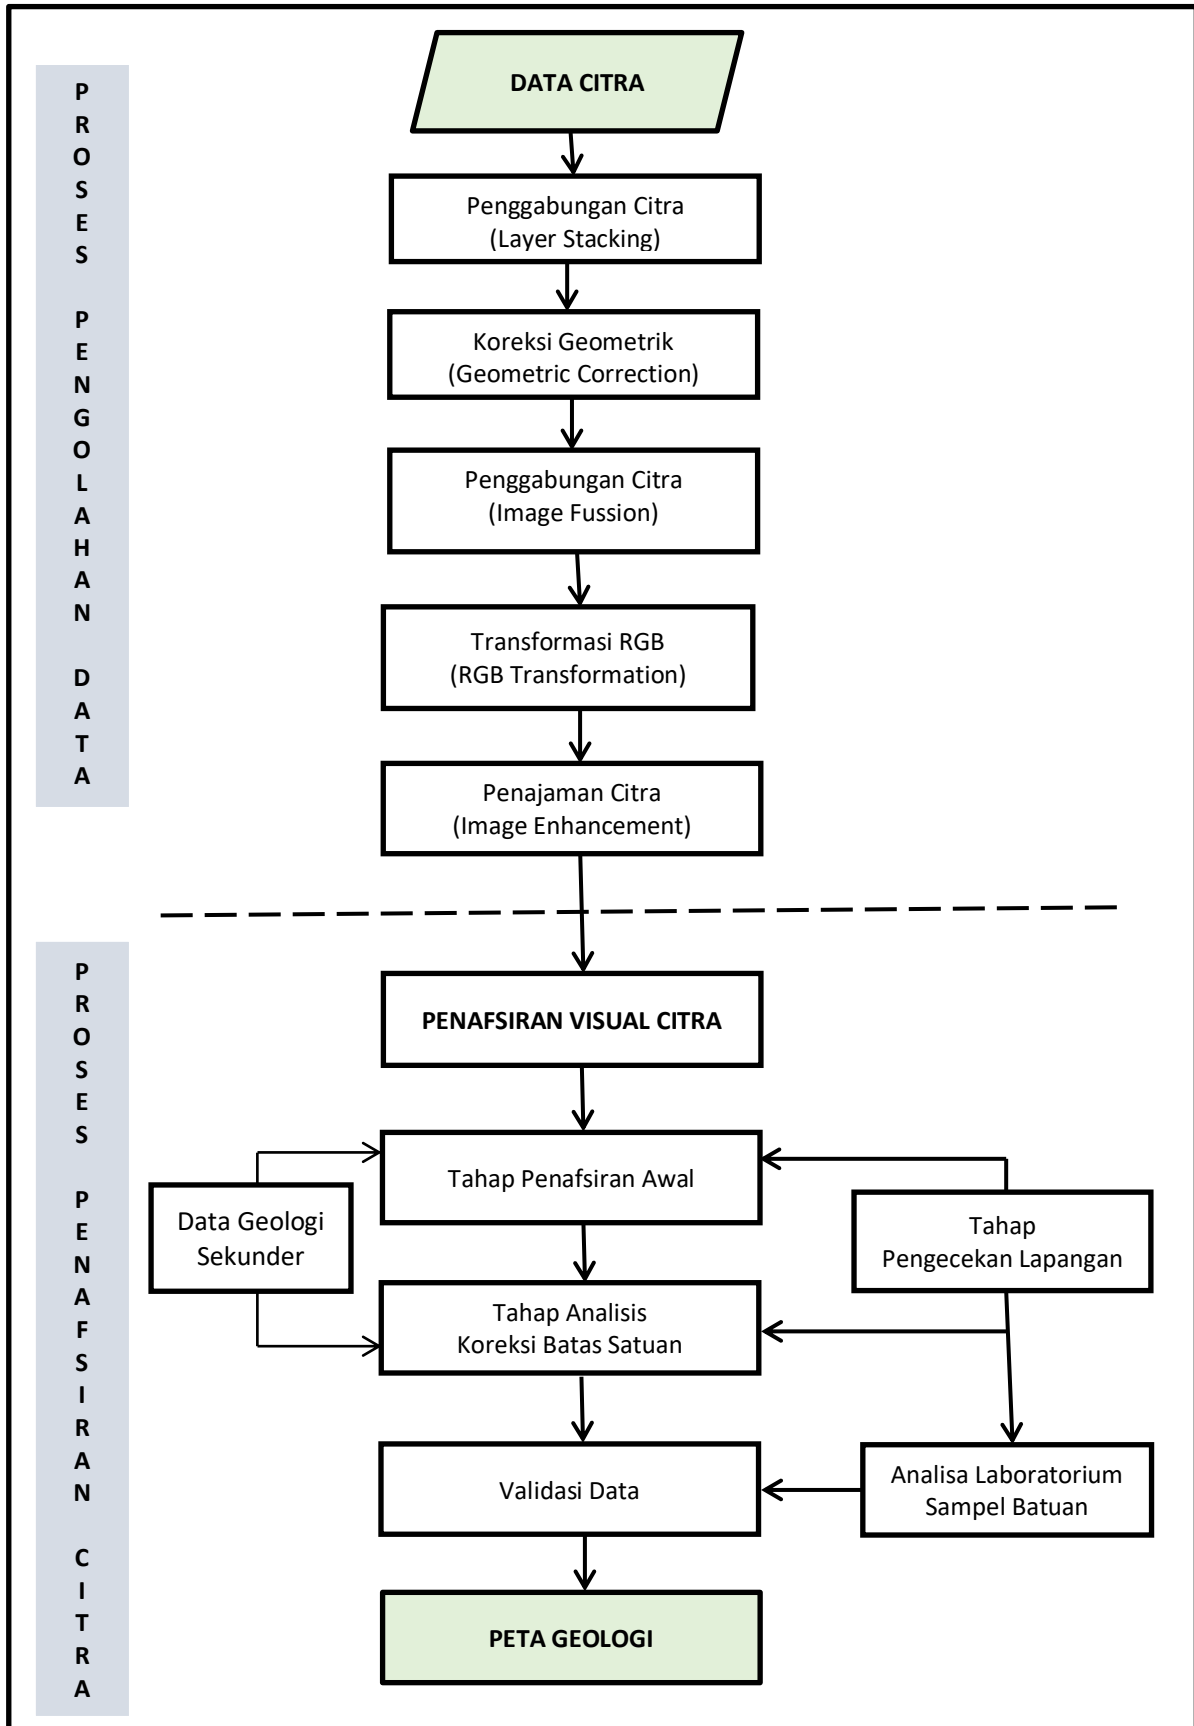 PROSES PENGOLAHAN DATA
DATA CITRA
Penggabungan Citra
(Layer Stacking)
Koreksi Geometrik
(Geometric Correction)
Penggabungan Citra
(Image Fussion)
Transformasi RGB
(RGB Transformation)
Penajaman Citra
(Image Enhancement)
PROSES PENAFSIRAN CITRA
PENAFSIRAN VISUAL CITRA
Tahap Penafsiran Awal
Data Geologi
Sekunder
Tahap
Pengecekan Lapangan
Tahap Analisis
Koreksi Batas Satuan
Validasi Data
Analisa Laboratorium
Sampel Batuan
PETA GEOLOGI